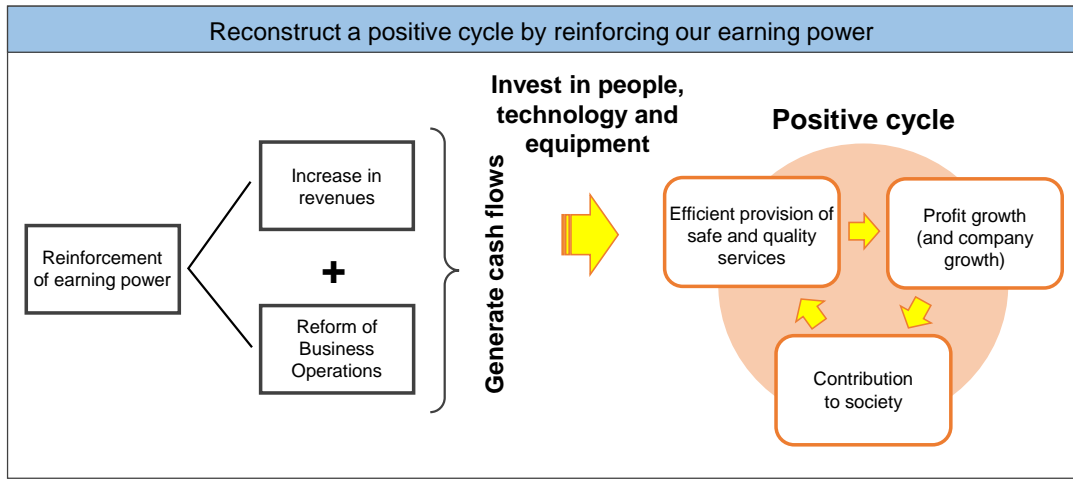 Reconstruct a positive cycle by reinforcing our earning power
Reinforcement
of earning power
Increase in
revenues
+
Reform of
Business
Operations
Generate cash flows
Invest in people,
technology and
equipment
Positive cycle
Efficient provision of
safe and quality
services
Profit growth
(and company
growth)
Contribution
to society